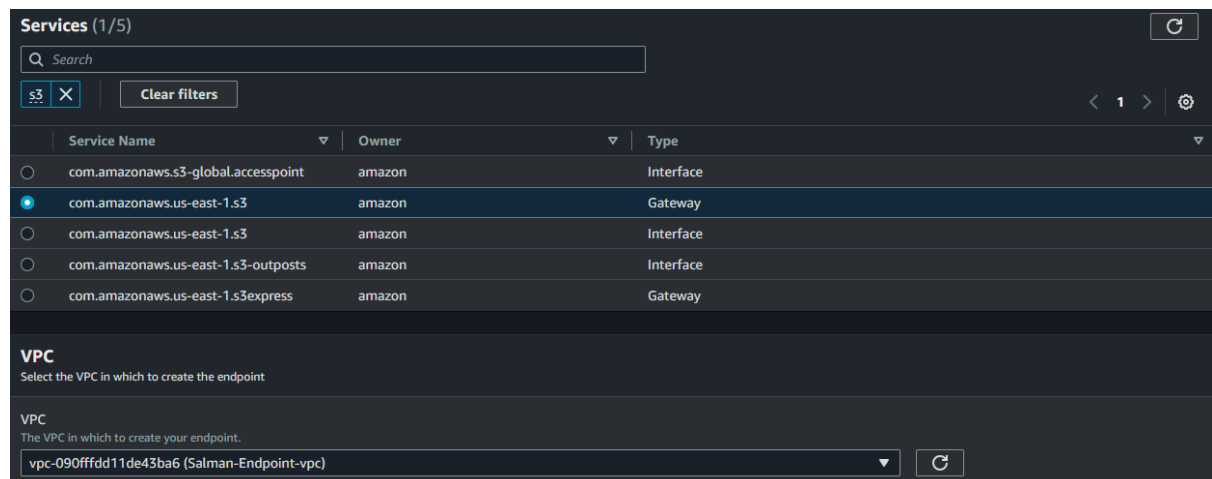 Services (1/5)
Search
s3
Clear filters
1
Service Name Owner Type
com.amazonaws.s3-global.accesspoint amazon Interface
com.amazonaws.us-east-1.s3 amazon Gateway
com.amazonaws.us-east-1.s3 amazon Interface
com.amazonaws.us-east-1.s3-outposts amazon Interface
com.amazonaws.us-east-1.s3express amazon Gateway
VPC
Select the VPC in which to create the endpoint
VPC
The VPC in which to create your endpoint.
vpc-090fffdd11de43ba6 (Salman-Endpoint-vpc)